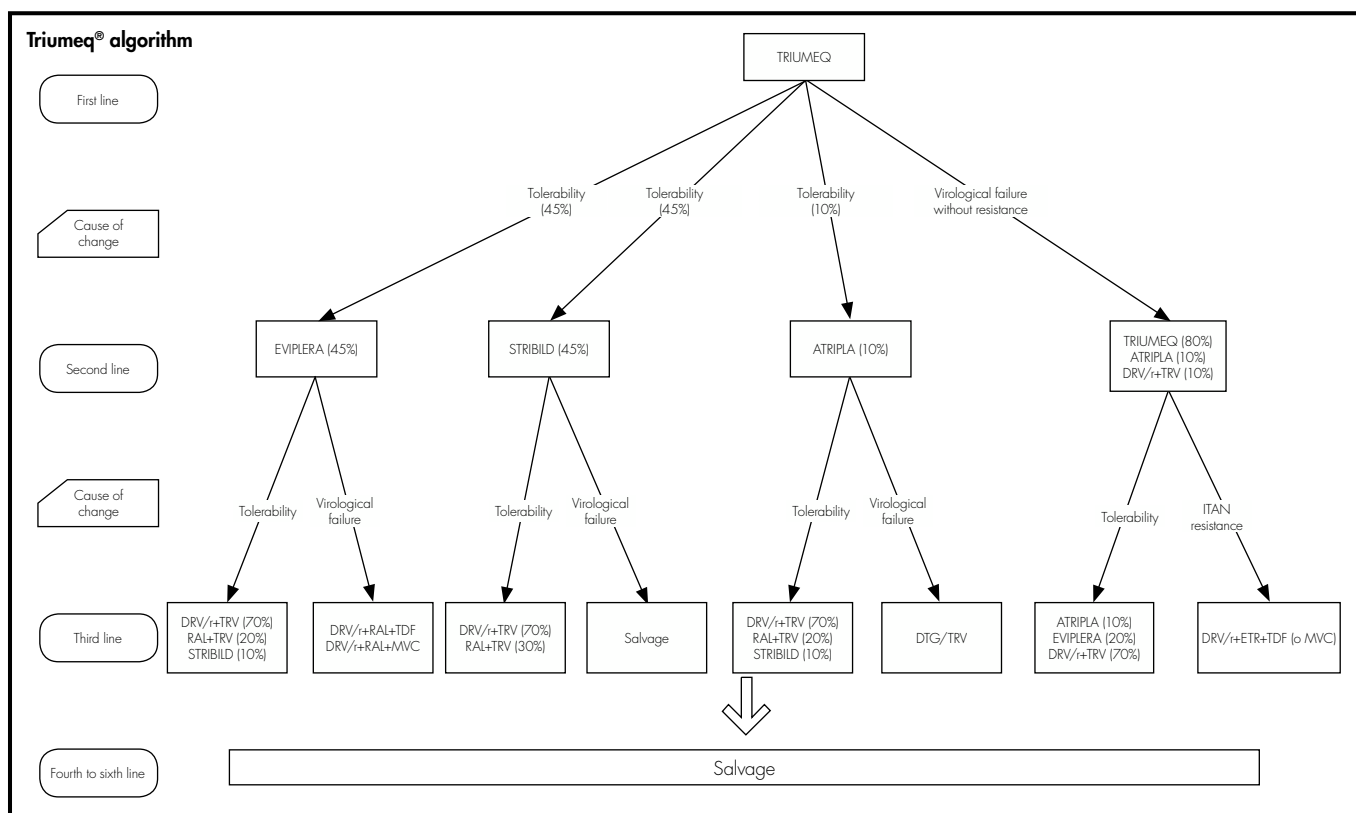 Triumeq® algorithm
TRIUMEQ
First line
Tolerability
(45%)
Tolerability
(45%)
Tolerability
(10%)
Virological failure
without resistance
Cause of
change
EVIPLERA (45%)
STRIBILD (45%)
ATRIPLA (10%)
TRIUMEQ (80%)
ATRIPLA (10%)
DRV/r+TRV (10%)
Second line
Cause of
change
Tolerability
Virological
failure
Tolerability
Virological
failure
Tolerability
Virological
failure
Tolerability
ITAN
resistance
Third line
DRV/r+TRV (70%)
RAL+TRV (20%)
STRIBILD (10%)
DRV/r+RAL+TDF
DRV/r+RAL+MVC
DRV/r+TRV (70%)
RAL+TRV (30%)
Salvage
DRV/r+TRV (70%)
RAL+TRV (20%)
STRIBILD (10%)
DTG/TRV
ATRIPLA (10%)
EVIPLERA (20%)
DRV/r+TRV (70%)
DRV/r+ETR+TDF (o MVC)
Fourth to sixth line
Salvage